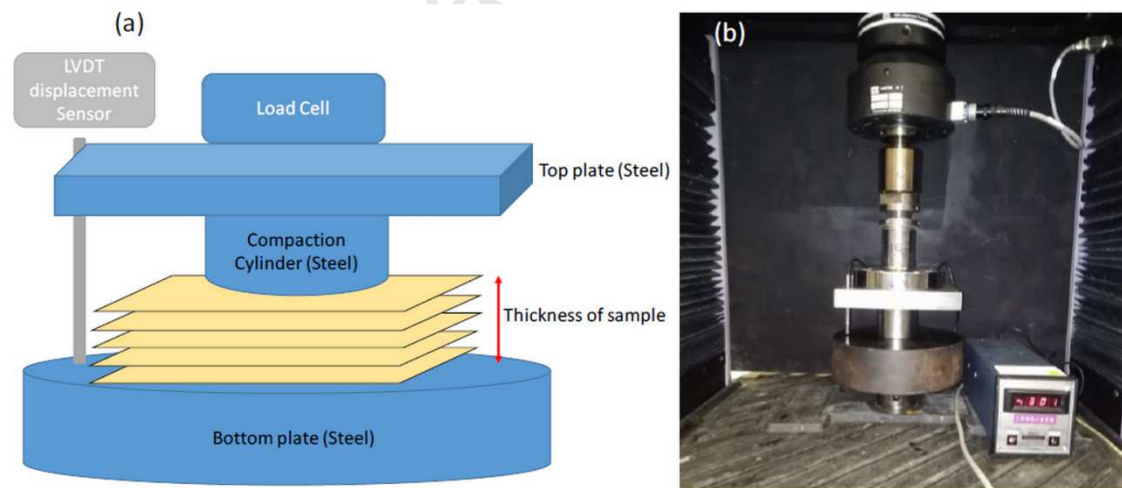 (a)
LVDT
displacement
Sensor
Load Cell
Top plate (Steel)
Compaction
Cylinder (Steel)
Thickness of sample
Bottom plate (Steel)
(b)